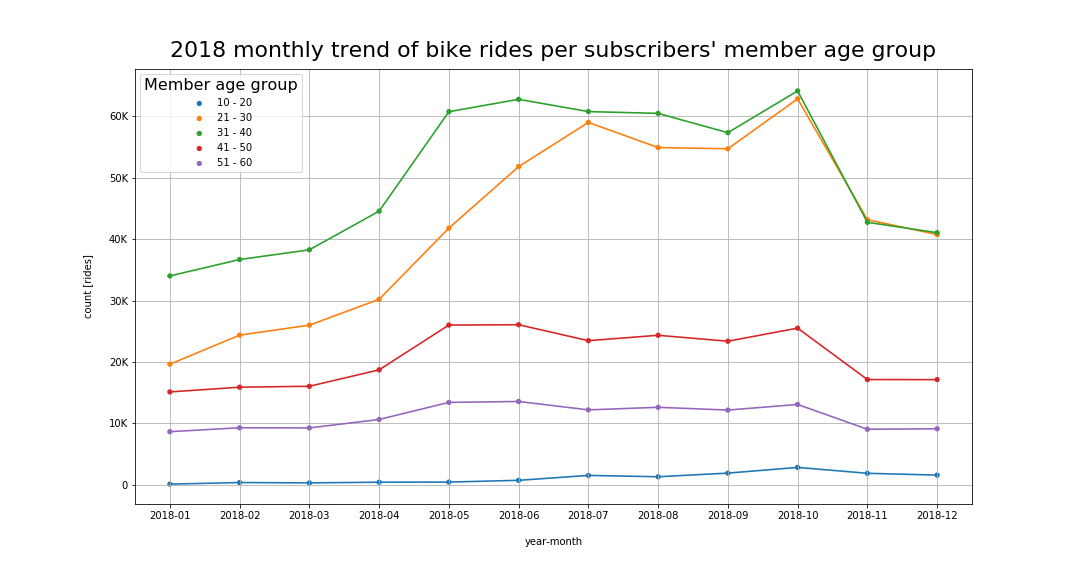 2018 monthly trend of bike rides per subscribers' member age group
Member age group
10 - 20
21 - 30
31 - 40
41 - 50
51 - 60
60K
50K
40K
30K
20K
10K
0
count [rides]
2018-01 2018-02 2018-03 2018-04 2018-05 2018-06 2018-07 2018-08 2018-09 2018-10 2018-11 2018-12
year-month